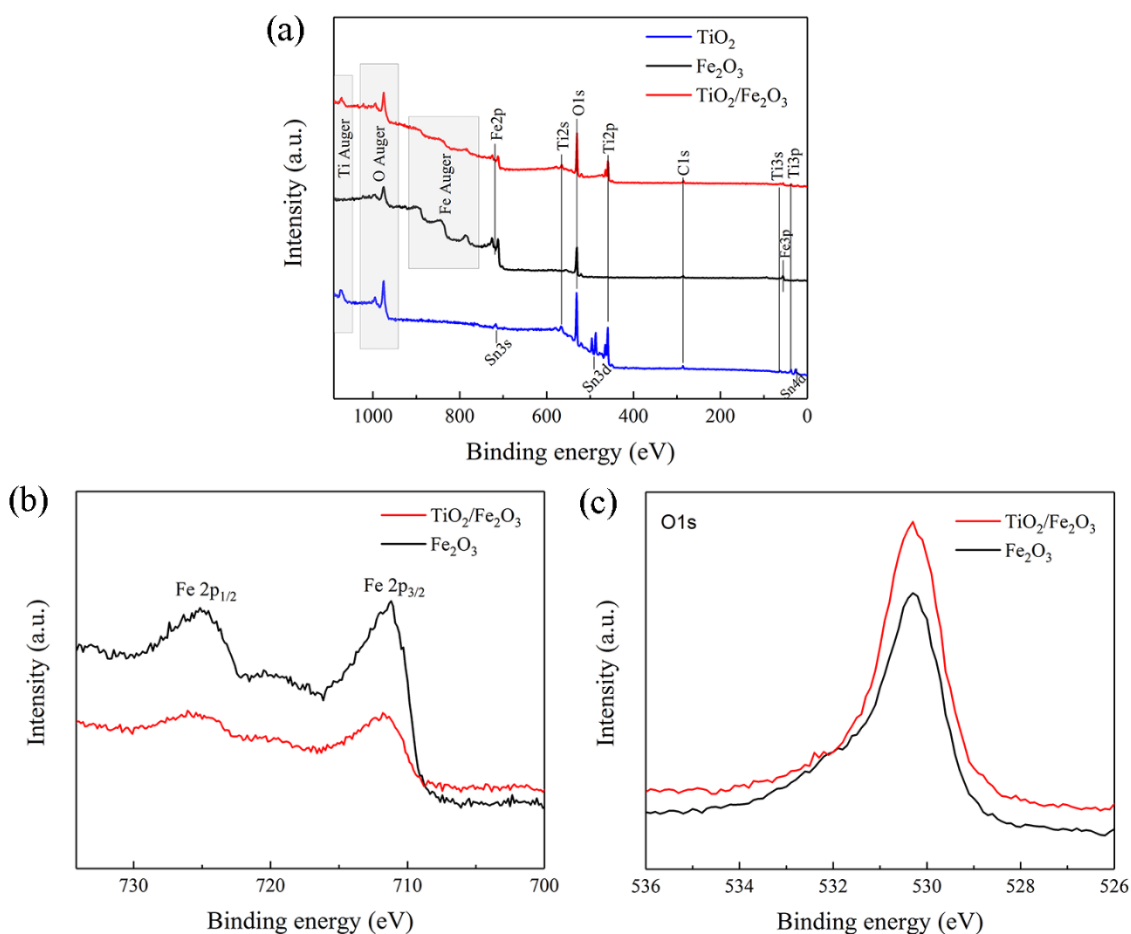 (a)
TiO₂
Fe₂O₃
TiO₂/Fe₂O₃
Intensity (a.u.)
Ti Auger
O Auger
Fe Auger
Fe2p
Ti2s
O1s
Ti2p
C1s
Ti3s
Ti3p
Fe3p
Sn3s
Sn3d
Sn4d
1000 800 600 400 200 0
Binding energy (eV)
(b)
TiO₂/Fe₂O₃
Fe₂O₃
Fe 2p₁/₂
Fe 2p₃/₂
Intensity (a.u.)
730 720 710 700
Binding energy (eV)
(c)
O1s
TiO₂/Fe₂O₃
Fe₂O₃
Intensity (a.u.)
536 534 532 530 528 526
Binding energy (eV)